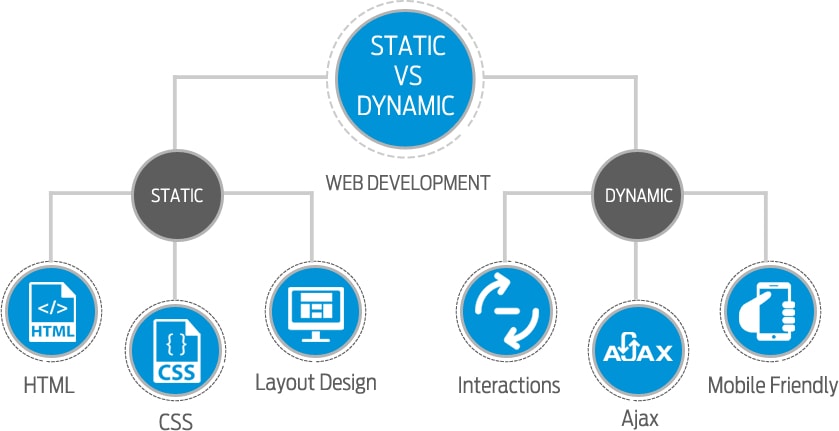 STATIC
VS
DYNAMIC
WEB DEVELOPMENT
STATIC
DYNAMIC
</>
HTML
HTML
{ }
CSS
CSS
Layout Design
Interactions
AJAX
Ajax
Mobile Friendly